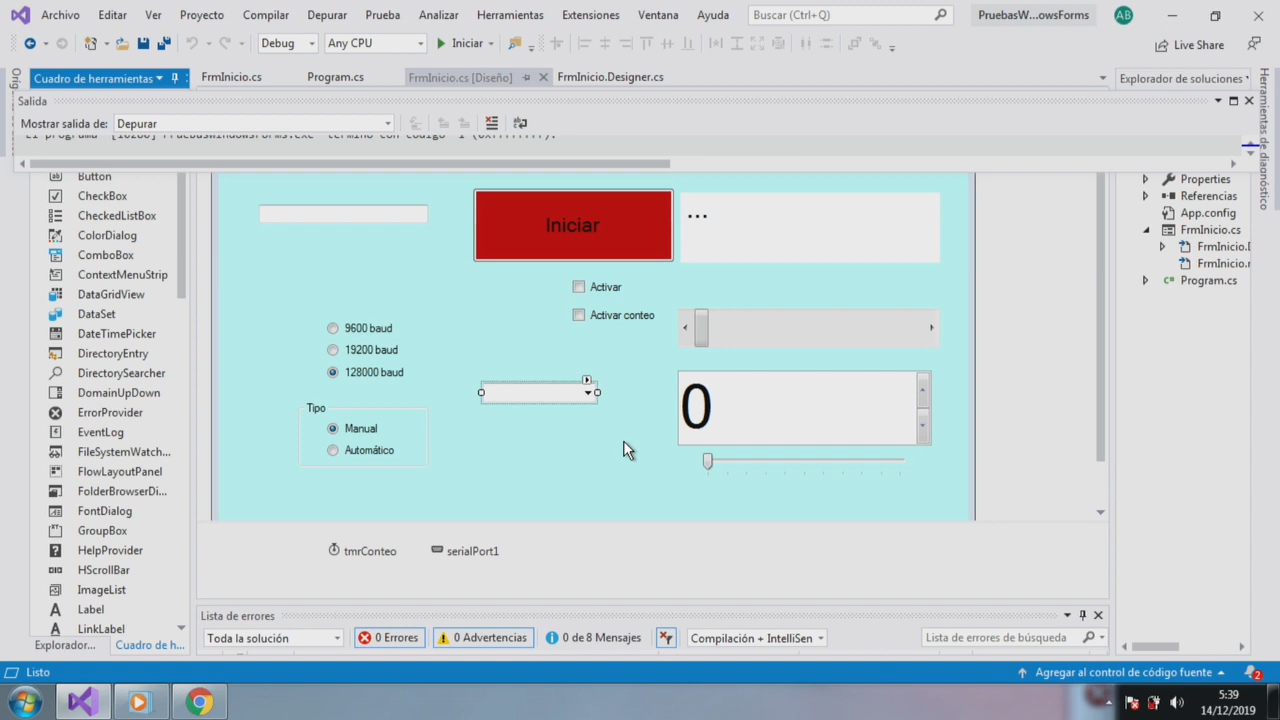 Archivo Editar Ver Proyecto Compilar Depurar Prueba Analizar Herramientas Extensiones Ventana Ayuda Buscar (Ctrl+Q) PruebasW...owsForms AB
Debug Any CPU Iniciar Live Share
Cuadro de herramientas FrmInicio.cs Program.cs FrmInicio.cs [Diseño] FrmInicio.Designer.cs Explorador de soluciones
Salida
Mostrar salida de: Depurar
Herramientas de diagnóstico
Button
CheckBox
CheckedListBox
ColorDialog
ComboBox
ContextMenuStrip
DataGridView
DataSet
DateTimePicker
DirectoryEntry
DirectorySearcher
DomainUpDown
ErrorProvider
EventLog
FileSystemWatch...
FlowLayoutPanel
FolderBrowserDi...
FontDialog
GroupBox
HelpProvider
HScrollBar
ImageList
Label
LinkLabel
Explorador... Cuadro de h...
Iniciar
...
Activar
Activar conteo
9600 baud
19200 baud
128000 baud
Tipo
Manual
Automático
0
tmrConteo serialPort1
Properties
Referencias
App.config
FrmInicio.cs
FrmInicio.
FrmInicio.
Program.cs
Lista de errores
Toda la solución 0 Errores 0 Advertencias 0 de 8 Mensajes Compilación + IntelliSen Lista de errores de búsqueda
Listo Agregar al control de código fuente 2
5:39
14/12/2019